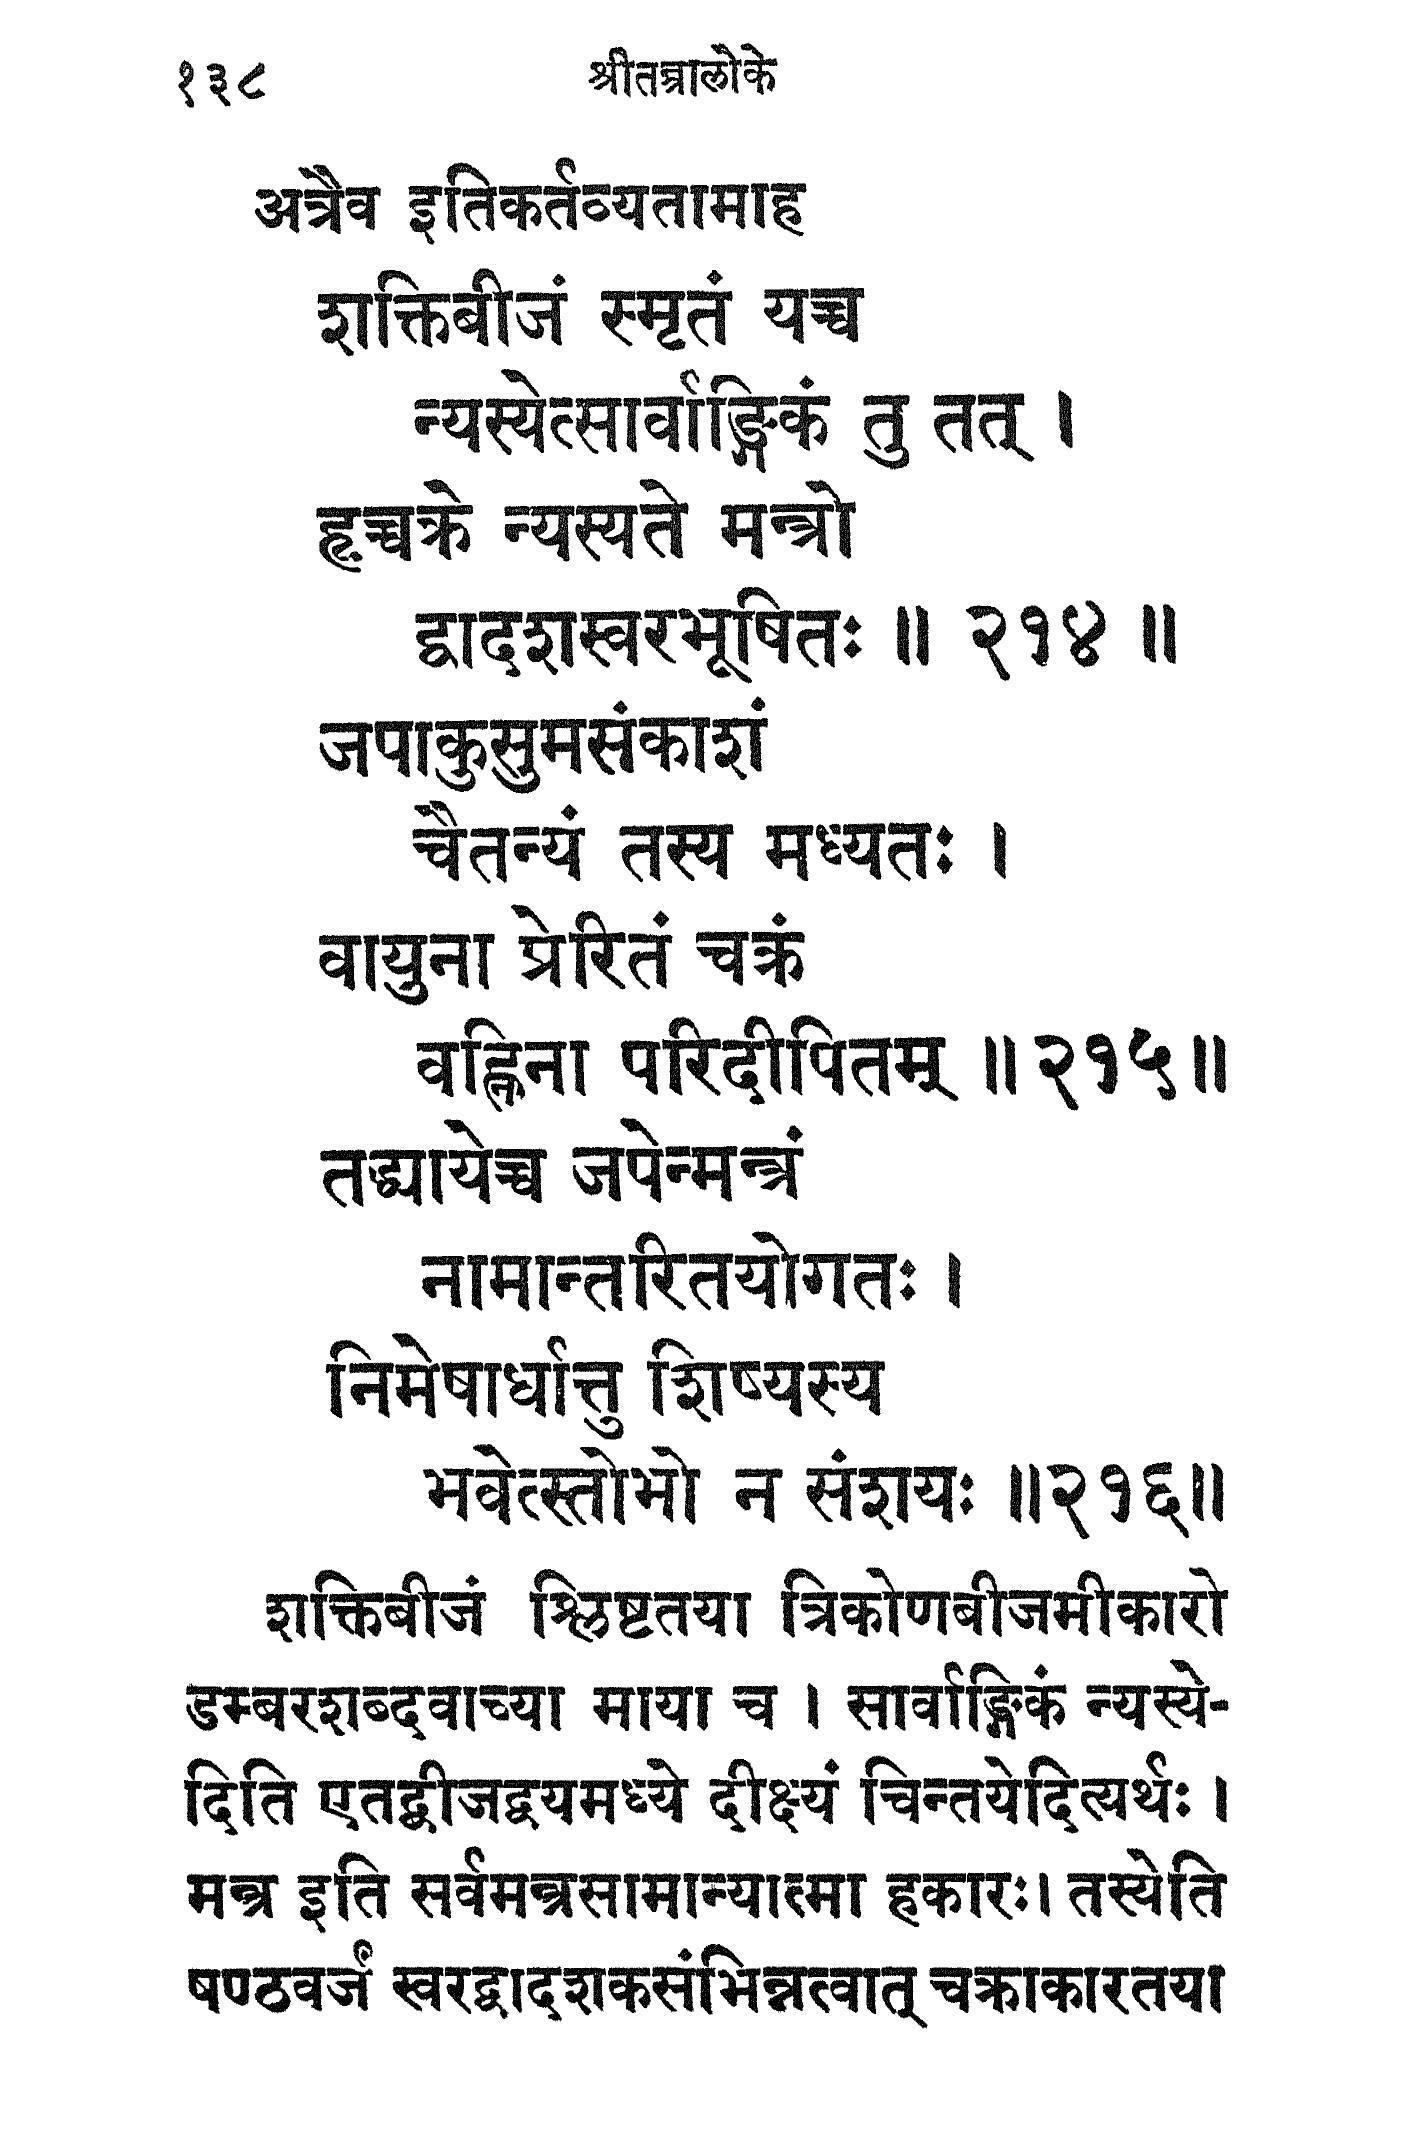 १३८ श्रीतन्त्रालोके
अत्रैव इतिकर्तव्यतामाह
शक्तिबीजं स्मृतं यच्च
न्यस्येत्सार्वाङ्गिकं तु तत् ।
हृच्चक्रे न्यस्यते मन्त्रो
द्वादशस्वरभूषितः ॥ २१४ ॥
जपाकुसुमसंकाशं
चैतन्यं तस्य मध्यतः ।
वायुना प्रेरितं चक्रं
वह्निना परिदीपितम् ॥ २१५ ॥
तद्ध्यायेच्च जपेन्मन्त्रं
नामान्तरितयोगतः ।
निमेषार्धात्तु शिष्यस्य
भवेत्स्तोभो न संशयः ॥२१६॥
शक्तिबीजं श्लिष्टतया त्रिकोणबीजमीकारो
डम्बरशब्दवाच्या माया च । सार्वाङ्गिकं न्यस्ये-
दिति एतद्बीजद्वयमध्ये दीक्ष्यं चिन्तयेदित्यर्थः ।
मन्त्र इति सर्वमन्त्रसामान्यात्मा हकारः। तस्येति
षण्ठवर्जं स्वरद्वादशकसंभिन्नत्वात् चक्राकारतया